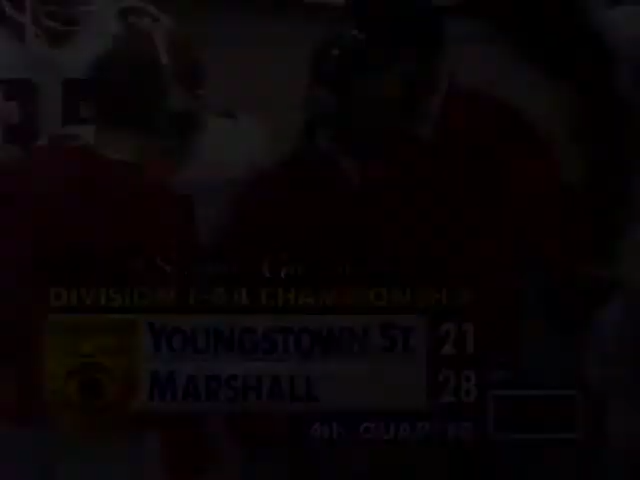 DIVISION I-AA CHAMPIONSHIP
YOUNGSTOWN ST. 21
MARSHALL 28
4th QUARTER